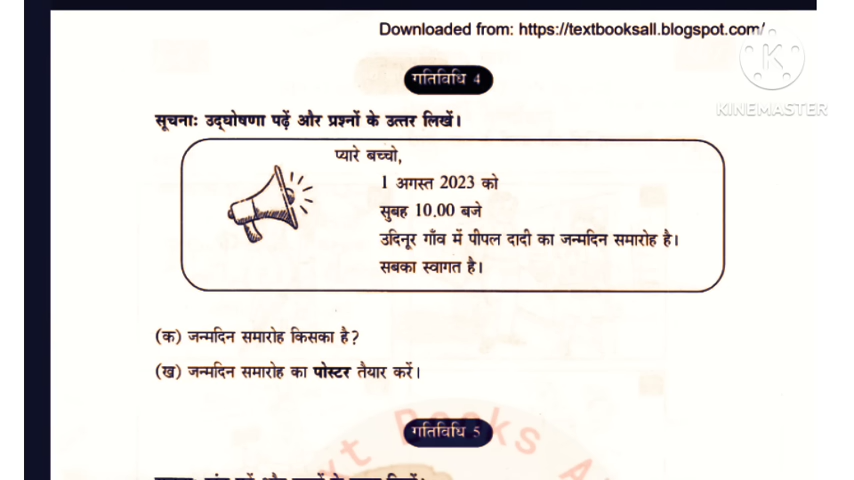 Downloaded from: https://textbooksall.blogspot.com/
K
KINEMASTER
गतिविधि 4
सूचनाः उद्घोषणा पढ़ें और प्रश्नों के उत्तर लिखें।
प्यारे बच्चो,
1 अगस्त 2023 को
सुबह 10.00 बजे
उदिनूर गाँव में पीपल दादी का जन्मदिन समारोह है।
सबका स्वागत है।
(क) जन्मदिन समारोह किसका है?
(ख) जन्मदिन समारोह का पोस्टर तैयार करें।
गतिविधि 5